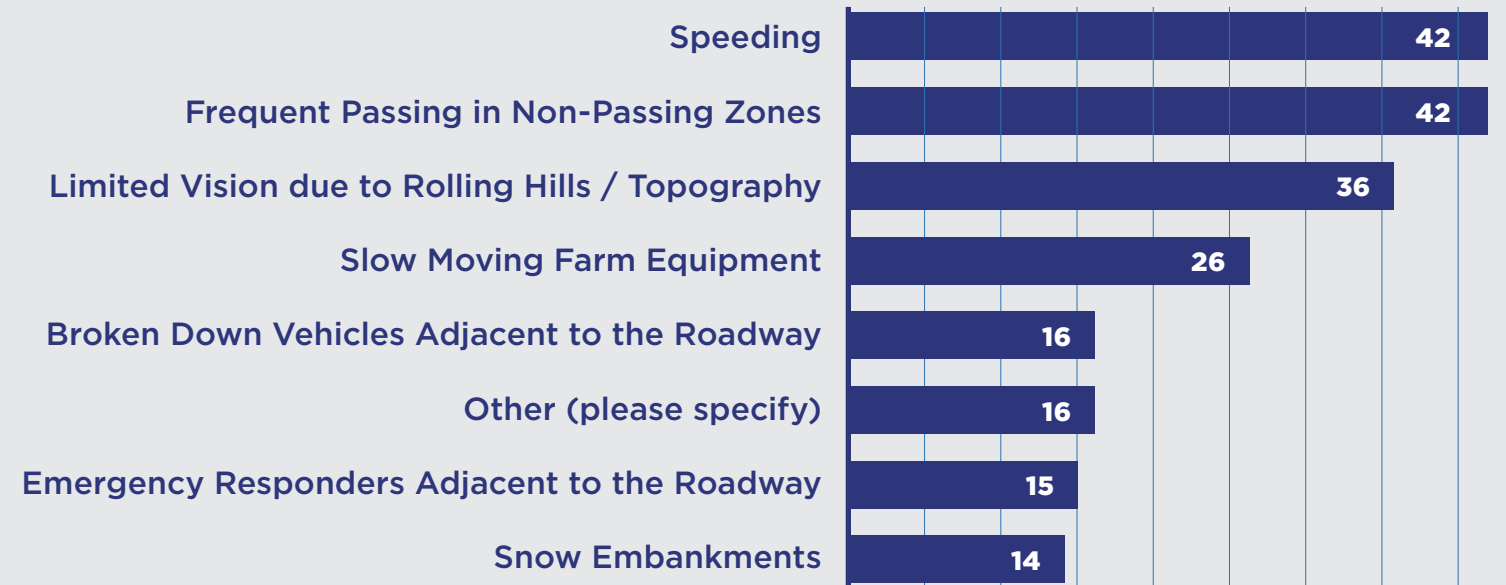 Speeding 42
Frequent Passing in Non-Passing Zones 42
Limited Vision due to Rolling Hills / Topography 36
Slow Moving Farm Equipment 26
Broken Down Vehicles Adjacent to the Roadway 16
Other (please specify) 16
Emergency Responders Adjacent to the Roadway 15
Snow Embankments 14